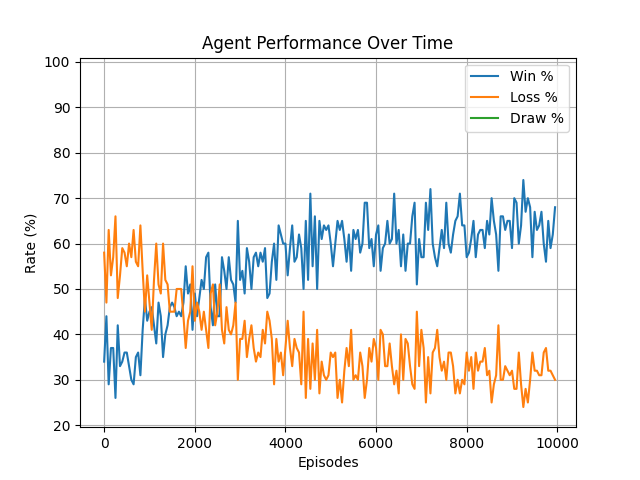 Agent Performance Over Time
Win %
Loss %
Draw %
Rate (%)
100
90
80
70
60
50
40
30
20
0 2000 4000 6000 8000 10000
Episodes